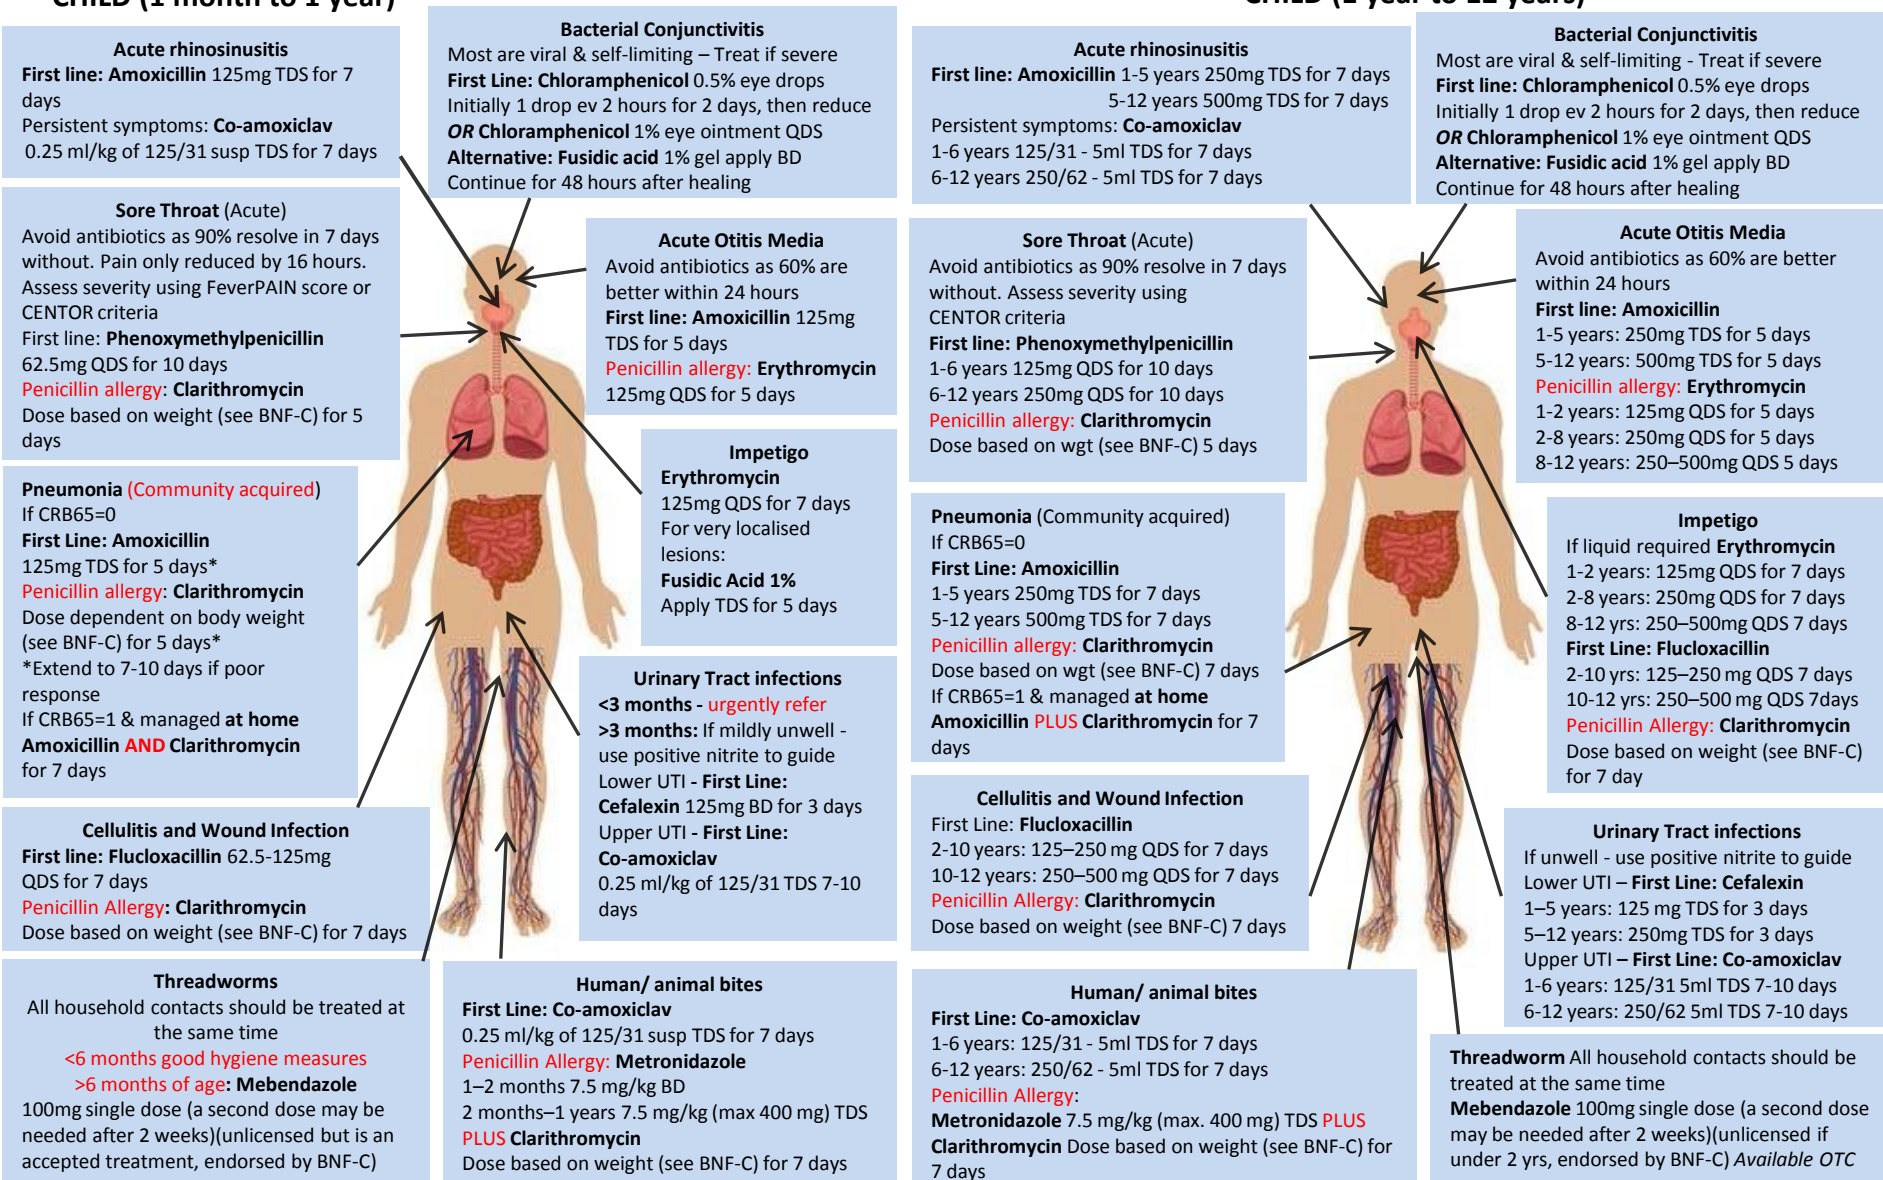 CHILD (1 month to 1 year)
Acute rhinosinusitis
First line: Amoxicillin 125mg TDS for 7
days
Persistent symptoms: Co-amoxiclav
0.25 ml/kg of 125/31 susp TDS for 7 days
Bacterial Conjunctivitis
Most are viral & self-limiting – Treat if severe
First Line: Chloramphenicol 0.5% eye drops
Initially 1 drop ev 2 hours for 2 days, then reduce
OR Chloramphenicol 1% eye ointment QDS
Alternative: Fusidic acid 1% gel apply BD
Continue for 48 hours after healing
Sore Throat (Acute)
Avoid antibiotics as 90% resolve in 7 days
without. Pain only reduced by 16 hours.
Assess severity using FeverPAIN score or
CENTOR criteria
First line: Phenoxymethylpenicillin
62.5mg QDS for 10 days
Penicillin allergy: Clarithromycin
Dose based on weight (see BNF-C) for 5
days
Acute Otitis Media
Avoid antibiotics as 60% are
better within 24 hours
First line: Amoxicillin 125mg
TDS for 5 days
Penicillin allergy: Erythromycin
125mg QDS for 5 days
Impetigo
Erythromycin
125mg QDS for 7 days
For very localised
lesions:
Fusidic Acid 1%
Apply TDS for 5 days
Pneumonia (Community acquired)
If CRB65=0
First Line: Amoxicillin
125mg TDS for 5 days*
Penicillin allergy: Clarithromycin
Dose dependent on body weight
(see BNF-C) for 5 days*
*Extend to 7-10 days if poor
response
If CRB65=1 & managed at home
Amoxicillin AND Clarithromycin
for 7 days
Urinary Tract infections
<3 months - urgently refer
>3 months: If mildly unwell -
use positive nitrite to guide
Lower UTI - First Line:
Cefalexin 125mg BD for 3 days
Upper UTI - First Line:
Co-amoxiclav
0.25 ml/kg of 125/31 TDS 7-10
days
Cellulitis and Wound Infection
First line: Flucloxacillin 62.5-125mg
QDS for 7 days
Penicillin Allergy: Clarithromycin
Dose based on weight (see BNF-C) for 7 days
Threadworms
All household contacts should be treated at
the same time
<6 months good hygiene measures
>6 months of age: Mebendazole
100mg single dose (a second dose may be
needed after 2 weeks)(unlicensed but is an
accepted treatment, endorsed by BNF-C)
Human/ animal bites
First Line: Co-amoxiclav
0.25 ml/kg of 125/31 susp TDS for 7 days
Penicillin Allergy: Metronidazole
1–2 months 7.5 mg/kg BD
2 months–1 years 7.5 mg/kg (max 400 mg) TDS
PLUS Clarithromycin
Dose based on weight (see BNF-C) for 7 days
CHILD (1 year to 12 years)
Acute rhinosinusitis
First line: Amoxicillin 1-5 years 250mg TDS for 7 days
5-12 years 500mg TDS for 7 days
Persistent symptoms: Co-amoxiclav
1-6 years 125/31 - 5ml TDS for 7 days
6-12 years 250/62 - 5ml TDS for 7 days
Bacterial Conjunctivitis
Most are viral & self-limiting - Treat if severe
First line: Chloramphenicol 0.5% eye drops
Initially 1 drop ev 2 hours for 2 days, then reduce
OR Chloramphenicol 1% eye ointment QDS
Alternative: Fusidic acid 1% gel apply BD
Continue for 48 hours after healing
Sore Throat (Acute)
Avoid antibiotics as 90% resolve in 7 days
without. Assess severity using
CENTOR criteria
First line: Phenoxymethylpenicillin
1-6 years 125mg QDS for 10 days
6-12 years 250mg QDS for 10 days
Penicillin allergy: Clarithromycin
Dose based on wgt (see BNF-C) 5 days
Acute Otitis Media
Avoid antibiotics as 60% are better
within 24 hours
First line: Amoxicillin
1-5 years: 250mg TDS for 5 days
5-12 years: 500mg TDS for 5 days
Penicillin allergy: Erythromycin
1-2 years: 125mg QDS for 5 days
2-8 years: 250mg QDS for 5 days
8-12 years: 250–500mg QDS 5 days
Pneumonia (Community acquired)
If CRB65=0
First Line: Amoxicillin
1-5 years 250mg TDS for 7 days
5-12 years 500mg TDS for 7 days
Penicillin allergy: Clarithromycin
Dose based on wgt (see BNF-C) 7 days
If CRB65=1 & managed at home
Amoxicillin PLUS Clarithromycin for 7
days
Impetigo
If liquid required Erythromycin
1-2 years: 125mg QDS for 7 days
2-8 years: 250mg QDS for 7 days
8-12 yrs: 250–500mg QDS 7 days
First Line: Flucloxacillin
2-10 yrs: 125–250 mg QDS 7 days
10-12 yrs: 250–500 mg QDS 7days
Penicillin Allergy: Clarithromycin
Dose based on weight (see BNF-C)
for 7 day
Cellulitis and Wound Infection
First Line: Flucloxacillin
2-10 years: 125–250 mg QDS for 7 days
10-12 years: 250–500 mg QDS for 7 days
Penicillin Allergy: Clarithromycin
Dose based on weight (see BNF-C) 7 days
Urinary Tract infections
If unwell - use positive nitrite to guide
Lower UTI – First Line: Cefalexin
1–5 years: 125 mg TDS for 3 days
5–12 years: 250mg TDS for 3 days
Upper UTI – First Line: Co-amoxiclav
1-6 years: 125/31 5ml TDS 7-10 days
6-12 years: 250/62 5ml TDS 7-10 days
Human/ animal bites
First Line: Co-amoxiclav
1-6 years: 125/31 - 5ml TDS for 7 days
6-12 years: 250/62 - 5ml TDS for 7 days
Penicillin Allergy:
Metronidazole 7.5 mg/kg (max. 400 mg) TDS PLUS
Clarithromycin Dose based on weight (see BNF-C) for
7 days
Threadworm All household contacts should be
treated at the same time
Mebendazole 100mg single dose (a second dose
may be needed after 2 weeks)(unlicensed if
under 2 yrs, endorsed by BNF-C) Available OTC